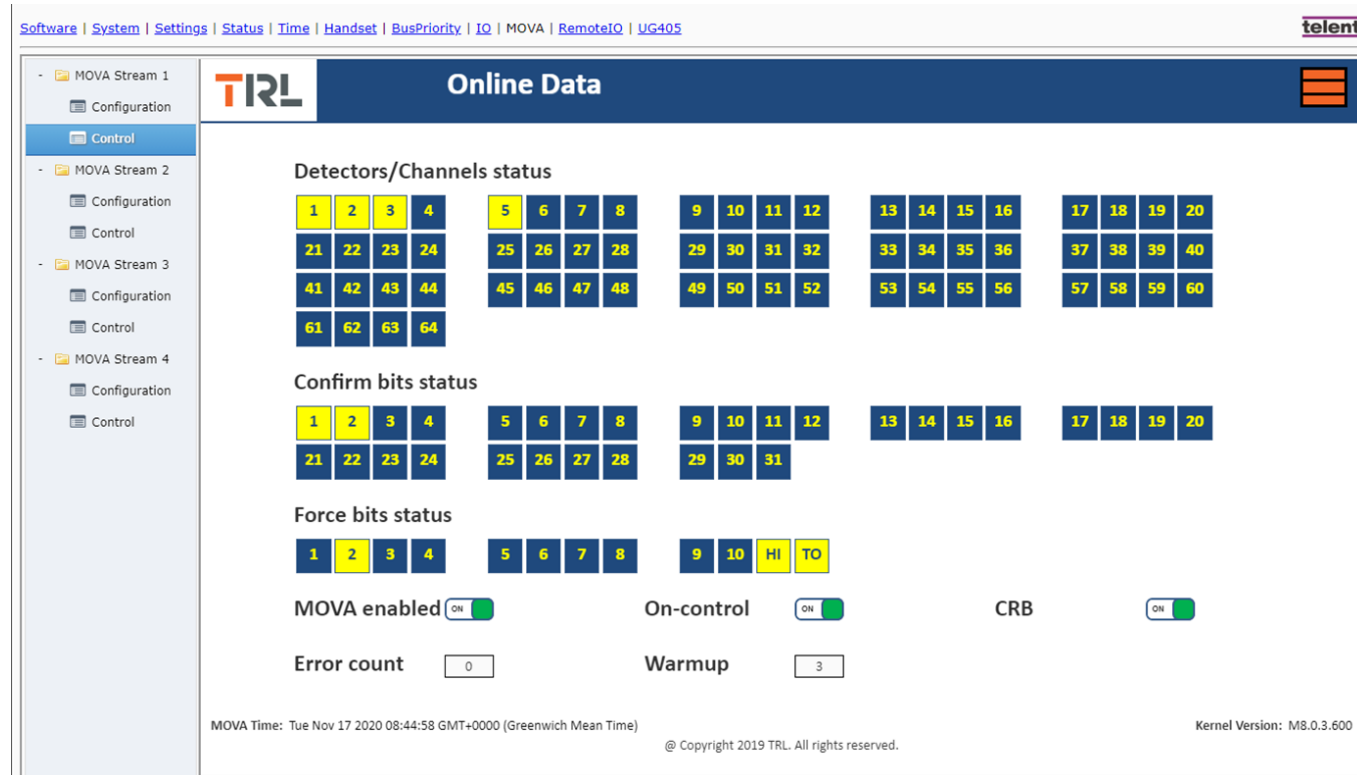 Software | System | Settings | Status | Time | Handset | BusPriority | IO | MOVA | RemoteIO | UG405
telent
- MOVA Stream 1
Configuration
Control
- MOVA Stream 2
Configuration
Control
- MOVA Stream 3
Configuration
Control
- MOVA Stream 4
Configuration
Control
TRL
Online Data
Detectors/Channels status
1 2 3 4 5 6 7 8 9 10 11 12 13 14 15 16 17 18 19 20
21 22 23 24 25 26 27 28 29 30 31 32 33 34 35 36 37 38 39 40
41 42 43 44 45 46 47 48 49 50 51 52 53 54 55 56 57 58 59 60
61 62 63 64
Confirm bits status
1 2 3 4 5 6 7 8 9 10 11 12 13 14 15 16 17 18 19 20
21 22 23 24 25 26 27 28 29 30 31
Force bits status
1 2 3 4 5 6 7 8 9 10 HI TO
MOVA enabled ON On-control ON CRB ON
Error count 0 Warmup 3
MOVA Time: Tue Nov 17 2020 08:44:58 GMT+0000 (Greenwich Mean Time) Kernel Version: M8.0.3.600
@ Copyright 2019 TRL. All rights reserved.